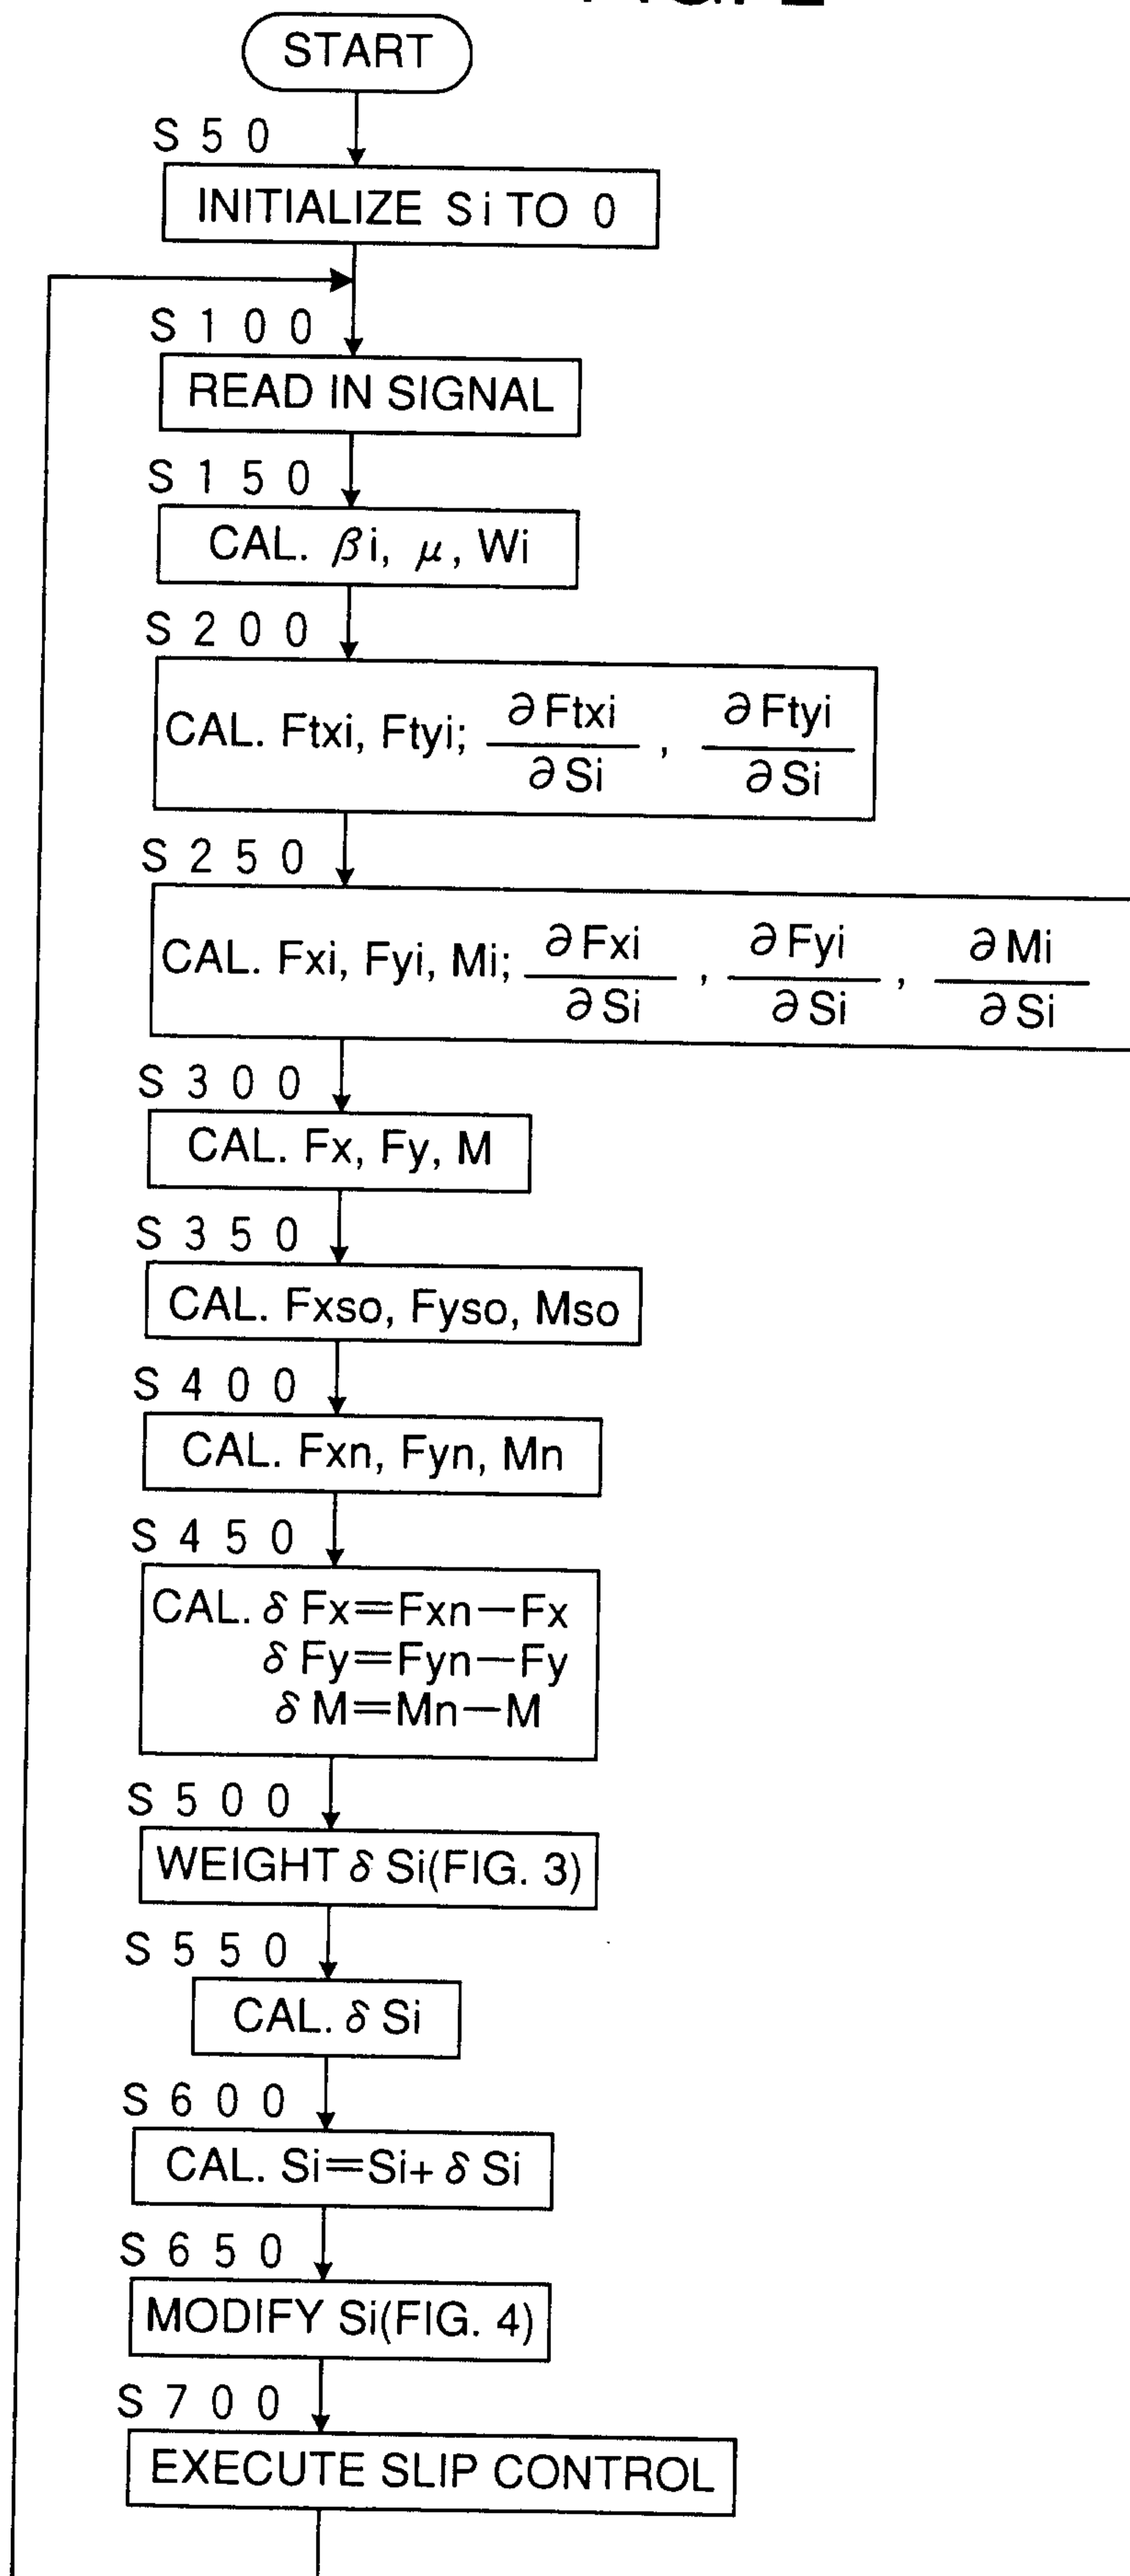 START
S 5 0
INITIALIZE Si TO 0
S 1 0 0
READ IN SIGNAL
S 1 5 0
CAL. βi, μ, Wi
S 2 0 0
CAL. Ftxi, Ftyi; ∂Ftxi/∂Si, ∂Ftyi/∂Si
S 2 5 0
CAL. Fxi, Fyi, Mi; ∂Fxi/∂Si, ∂Fyi/∂Si, ∂Mi/∂Si
S 3 0 0
CAL. Fx, Fy, M
S 3 5 0
CAL. Fxso, Fyso, Mso
S 4 0 0
CAL. Fxn, Fyn, Mn
S 4 5 0
CAL. δ Fx=Fxn−Fx
δ Fy=Fyn−Fy
δ M=Mn−M
S 5 0 0
WEIGHT δ Si(FIG. 3)
S 5 5 0
CAL. δ Si
S 6 0 0
CAL. Si=Si+ δ Si
S 6 5 0
MODIFY Si(FIG. 4)
S 7 0 0
EXECUTE SLIP CONTROL